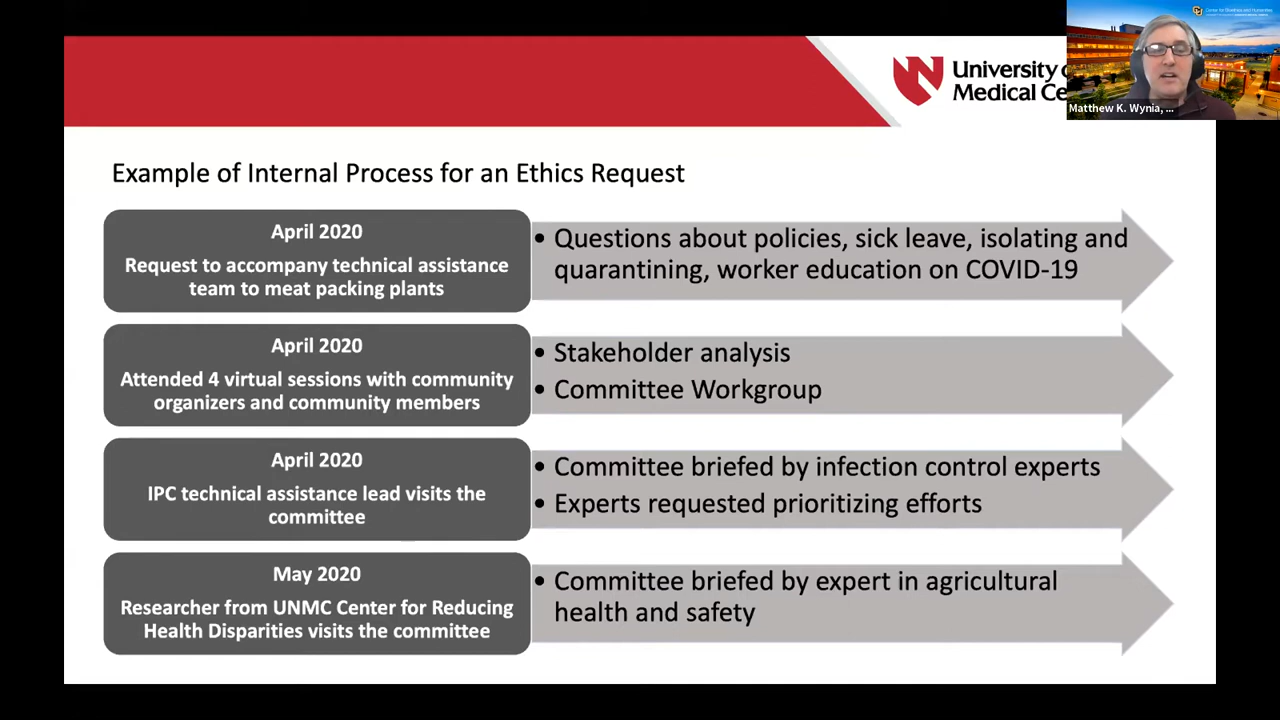 Center for Bioethics and Humanities
University o
Medical Ce
Matthew K. Wynia, ...
Example of Internal Process for an Ethics Request
April 2020
Request to accompany technical assistance
team to meat packing plants
• Questions about policies, sick leave, isolating and
quarantining, worker education on COVID-19
April 2020
Attended 4 virtual sessions with community
organizers and community members
• Stakeholder analysis
• Committee Workgroup
April 2020
IPC technical assistance lead visits the
committee
• Committee briefed by infection control experts
• Experts requested prioritizing efforts
May 2020
Researcher from UNMC Center for Reducing
Health Disparities visits the committee
• Committee briefed by expert in agricultural
health and safety